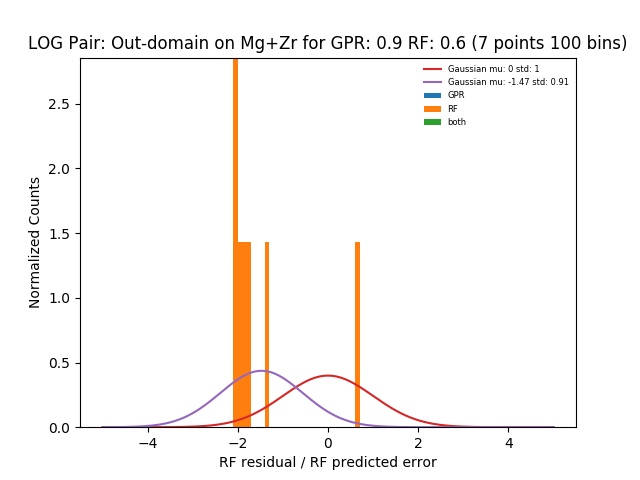 LOG Pair: Out-domain on Mg+Zr for GPR: 0.9 RF: 0.6 (7 points 100 bins)
Gaussian mu: 0 std: 1
Gaussian mu: -1.47 std: 0.91
GPR
RF
both
Normalized Counts
2.5
2.0
1.5
1.0
0.5
0.0
−4 −2 0 2 4
RF residual / RF predicted error